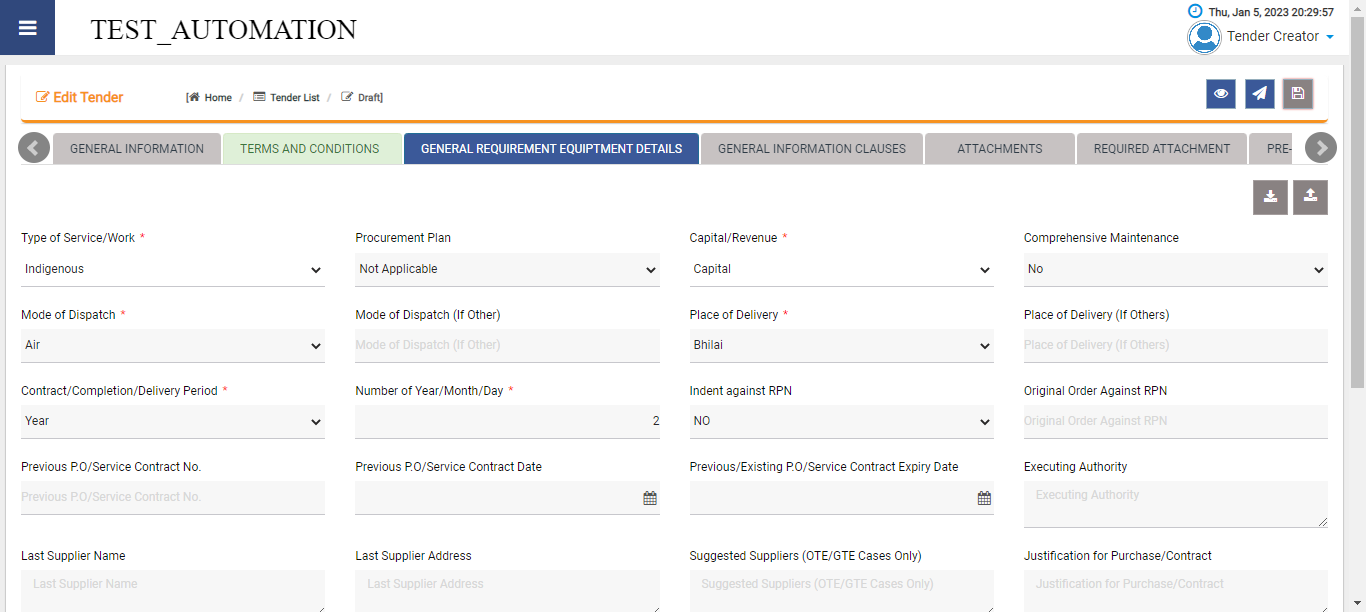 Thu, Jan 5, 2023 20:29:57
TEST_AUTOMATION
Tender Creator
Edit Tender [ Home / Tender List / Draft]
GENERAL INFORMATION TERMS AND CONDITIONS GENERAL REQUIREMENT EQUIPTMENT DETAILS GENERAL INFORMATION CLAUSES ATTACHMENTS REQUIRED ATTACHMENT PRE-
Type of Service/Work * Procurement Plan Capital/Revenue * Comprehensive Maintenance
Indigenous Not Applicable Capital No
Mode of Dispatch * Mode of Dispatch (If Other) Place of Delivery * Place of Delivery (If Others)
Air Mode of Dispatch (If Other) Bhilai Place of Delivery (If Others)
Contract/Completion/Delivery Period * Number of Year/Month/Day * Indent against RPN Original Order Against RPN
Year 2 NO Original Order Against RPN
Previous P.O/Service Contract No. Previous P.O/Service Contract Date Previous/Existing P.O/Service Contract Expiry Date Executing Authority
Previous P.O/Service Contract No. Executing Authority
Last Supplier Name Last Supplier Address Suggested Suppliers (OTE/GTE Cases Only) Justification for Purchase/Contract
Last Supplier Name Last Supplier Address Suggested Suppliers (OTE/GTE Cases Only) Justification for Purchase/Contract